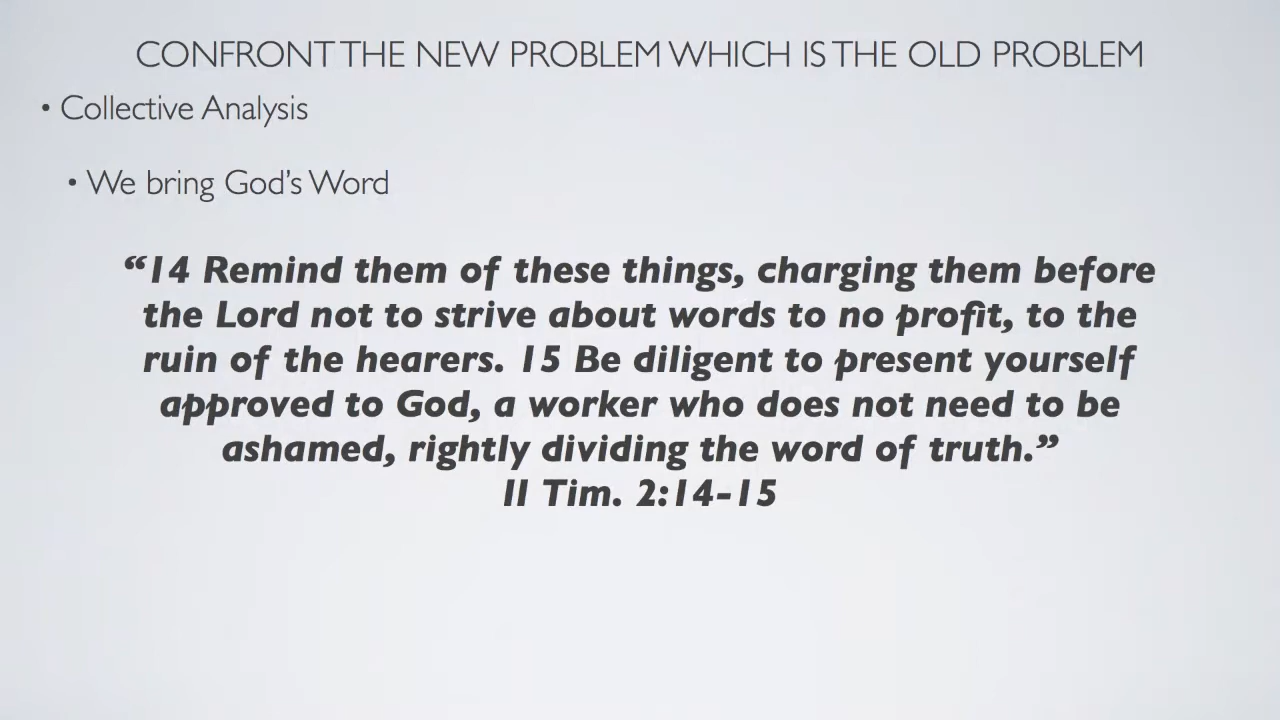 CONFRONT THE NEW PROBLEM WHICH IS THE OLD PROBLEM
• Collective Analysis
• We bring God’s Word
“14 Remind them of these things, charging them before
the Lord not to strive about words to no profit, to the
ruin of the hearers. 15 Be diligent to present yourself
approved to God, a worker who does not need to be
ashamed, rightly dividing the word of truth.”
II Tim. 2:14-15